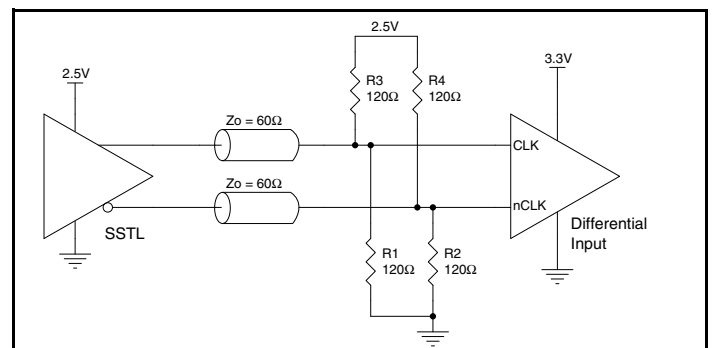 2.5V
2.5V
3.3V
R3
120Ω
R4
120Ω
Zo = 60Ω
CLK
Zo = 60Ω
nCLK
SSTL
Differential
Input
R1
120Ω
R2
120Ω